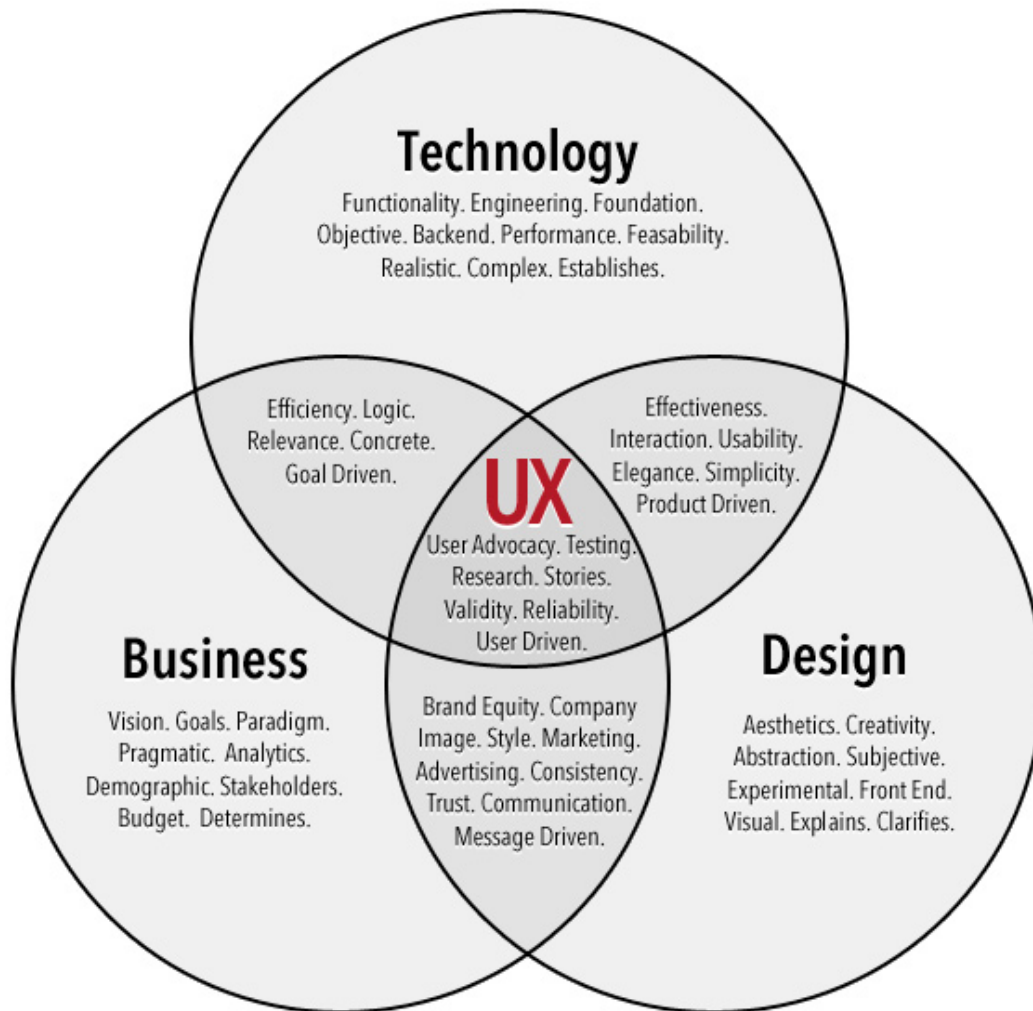 Technology
Functionality. Engineering. Foundation.
Objective. Backend. Performance. Feasability.
Realistic. Complex. Establishes.
Efficiency. Logic.
Relevance. Concrete.
Goal Driven.
Effectiveness.
Interaction. Usability.
Elegance. Simplicity.
Product Driven.
UX
User Advocacy. Testing.
Research. Stories.
Validity. Reliability.
User Driven.
Business
Vision. Goals. Paradigm.
Pragmatic. Analytics.
Demographic. Stakeholders.
Budget. Determines.
Brand Equity. Company
Image. Style. Marketing.
Advertising. Consistency.
Trust. Communication.
Message Driven.
Design
Aesthetics. Creativity.
Abstraction. Subjective.
Experimental. Front End.
Visual. Explains. Clarifies.